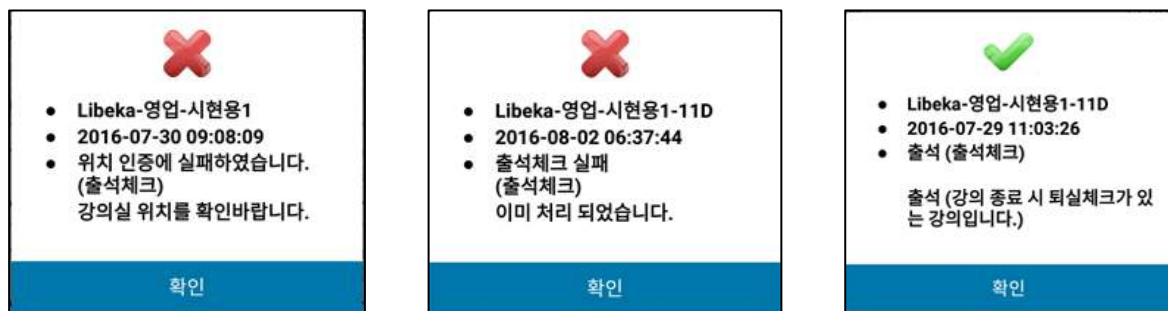 Libeka-영업-시현용1
2016-07-30 09:08:09
위치 인증에 실패하였습니다.
(출석체크)
강의실 위치를 확인바랍니다.
확인
Libeka-영업-시현용1-11D
2016-08-02 06:37:44
출석체크 실패
(출석체크)
이미 처리 되었습니다.
확인
Libeka-영업-시현용1-11D
2016-07-29 11:03:26
출석 (출석체크)
출석 (강의 종료 시 퇴실체크가 있
는 강의입니다.)
확인